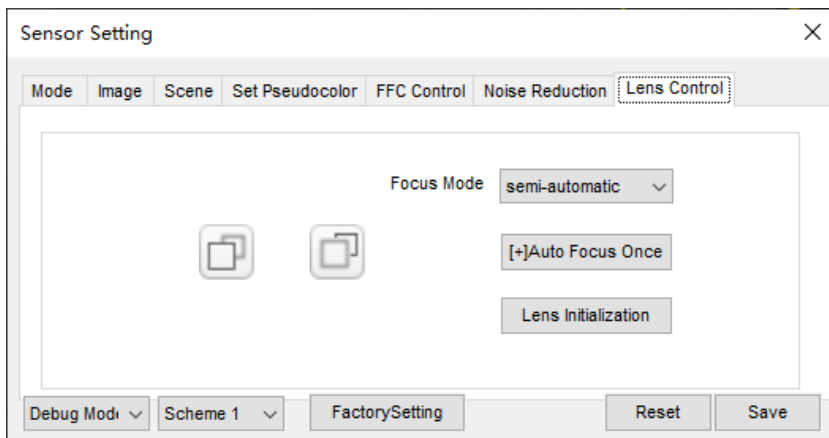 Sensor Setting
Mode Image Scene Set Pseudocolor FFC Control Noise Reduction Lens Control
Focus Mode semi-automatic
[+]Auto Focus Once
Lens Initialization
Debug Mod Scheme 1 FactorySetting Reset Save